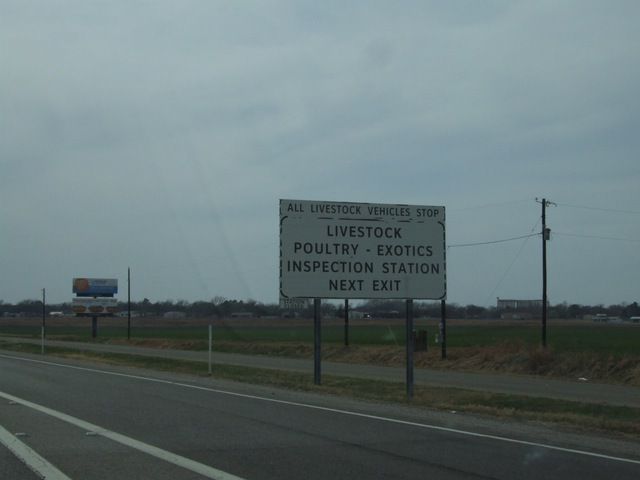 ALL LIVESTOCK VEHICLES STOP
LIVESTOCK
POULTRY - EXOTICS
INSPECTION STATION
NEXT EXIT